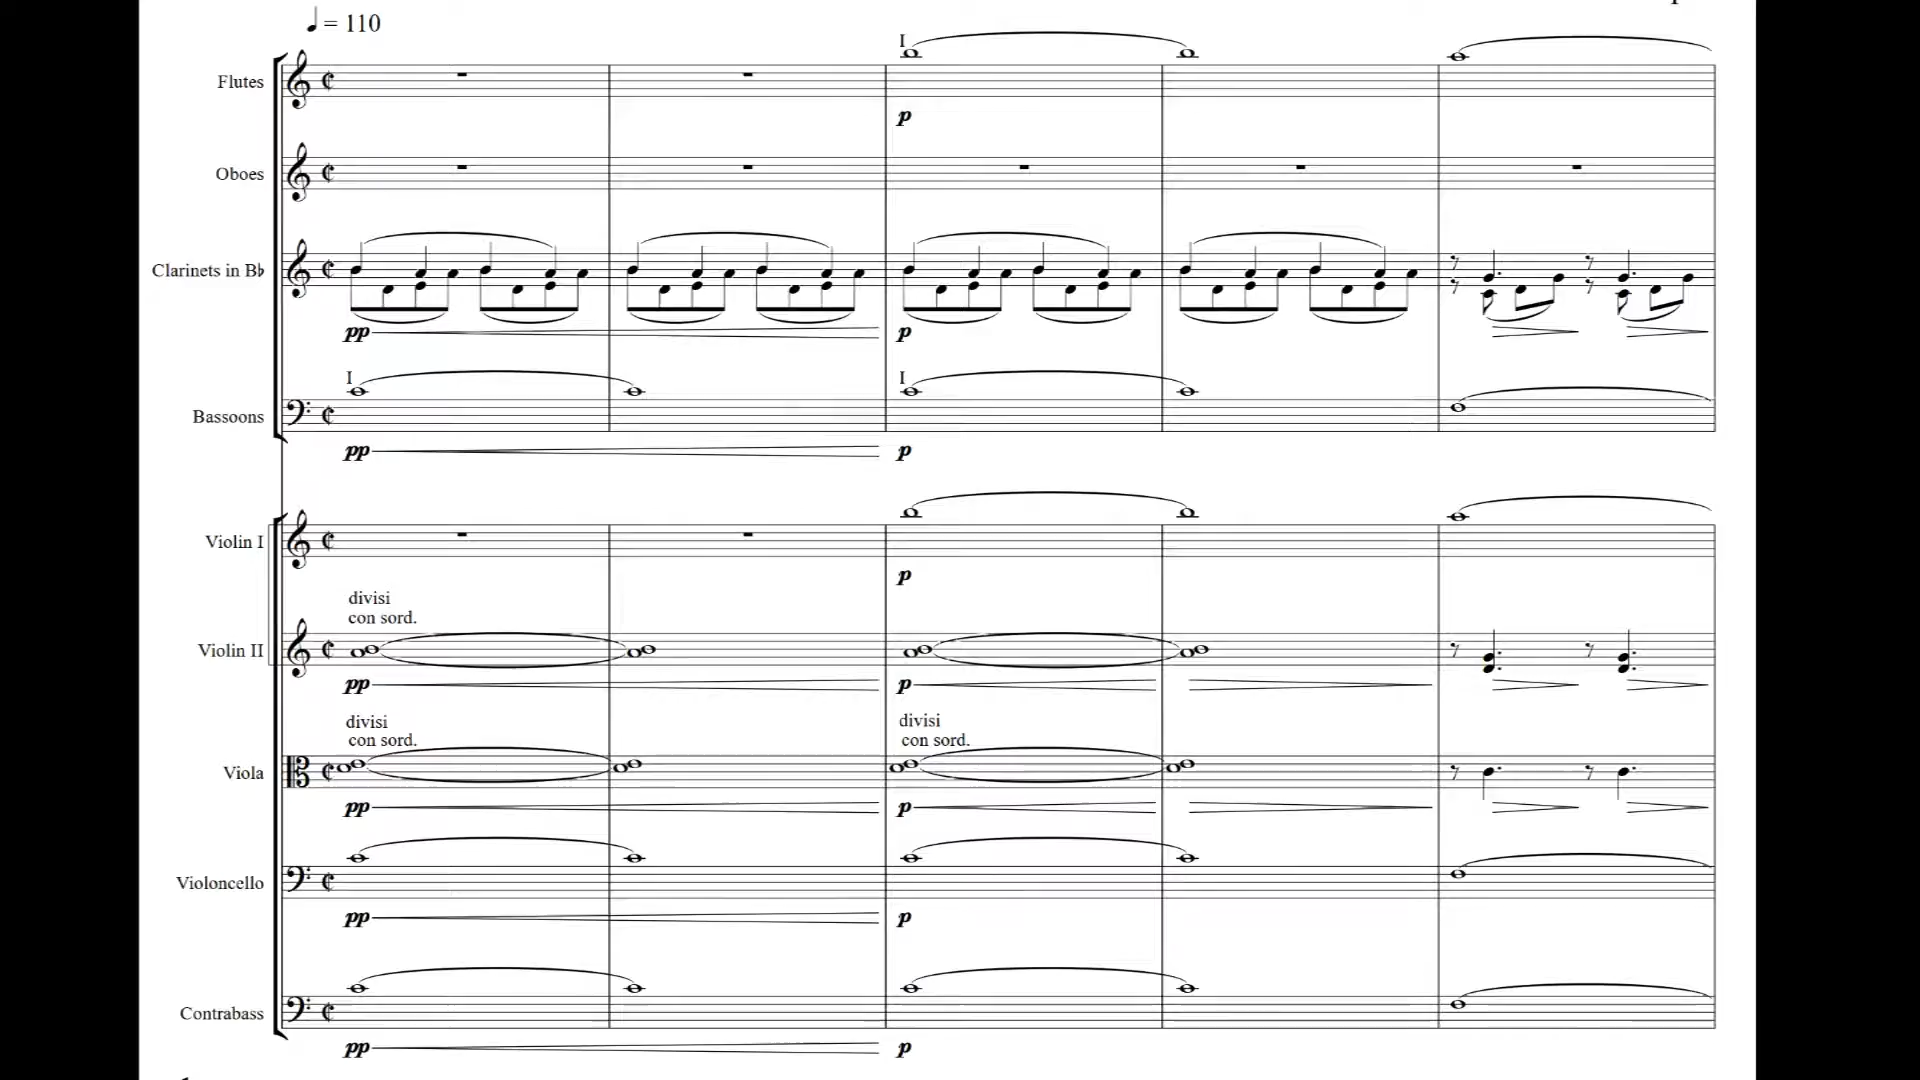 ♩ = 110
I
Flutes
p
Oboes
Clarinets in B♭
pp p
I I
Bassoons
pp p
Violin I
p
divisi
con sord.
Violin II
pp p
divisi divisi
con sord. con sord.
Viola
pp p
Violoncello
pp p
Contrabass
pp p